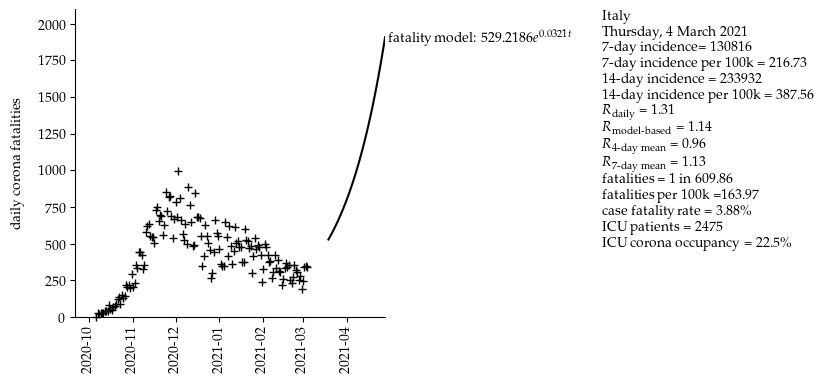 daily corona fatalities
2000
1750
1500
1250
1000
750
500
250
0
2020-10
2020-11
2020-12
2021-01
2021-02
2021-03
2021-04
fatality model: 529.2186e^0.0321t
Italy
Thursday, 4 March 2021
7-day incidence= 130816
7-day incidence per 100k = 216.73
14-day incidence = 233932
14-day incidence per 100k = 387.56
R_daily = 1.31
R_model-based = 1.14
R_4-day mean = 0.96
R_7-day mean = 1.13
fatalities = 1 in 609.86
fatalities per 100k =163.97
case fatality rate = 3.88%
ICU patients = 2475
ICU corona occupancy = 22.5%